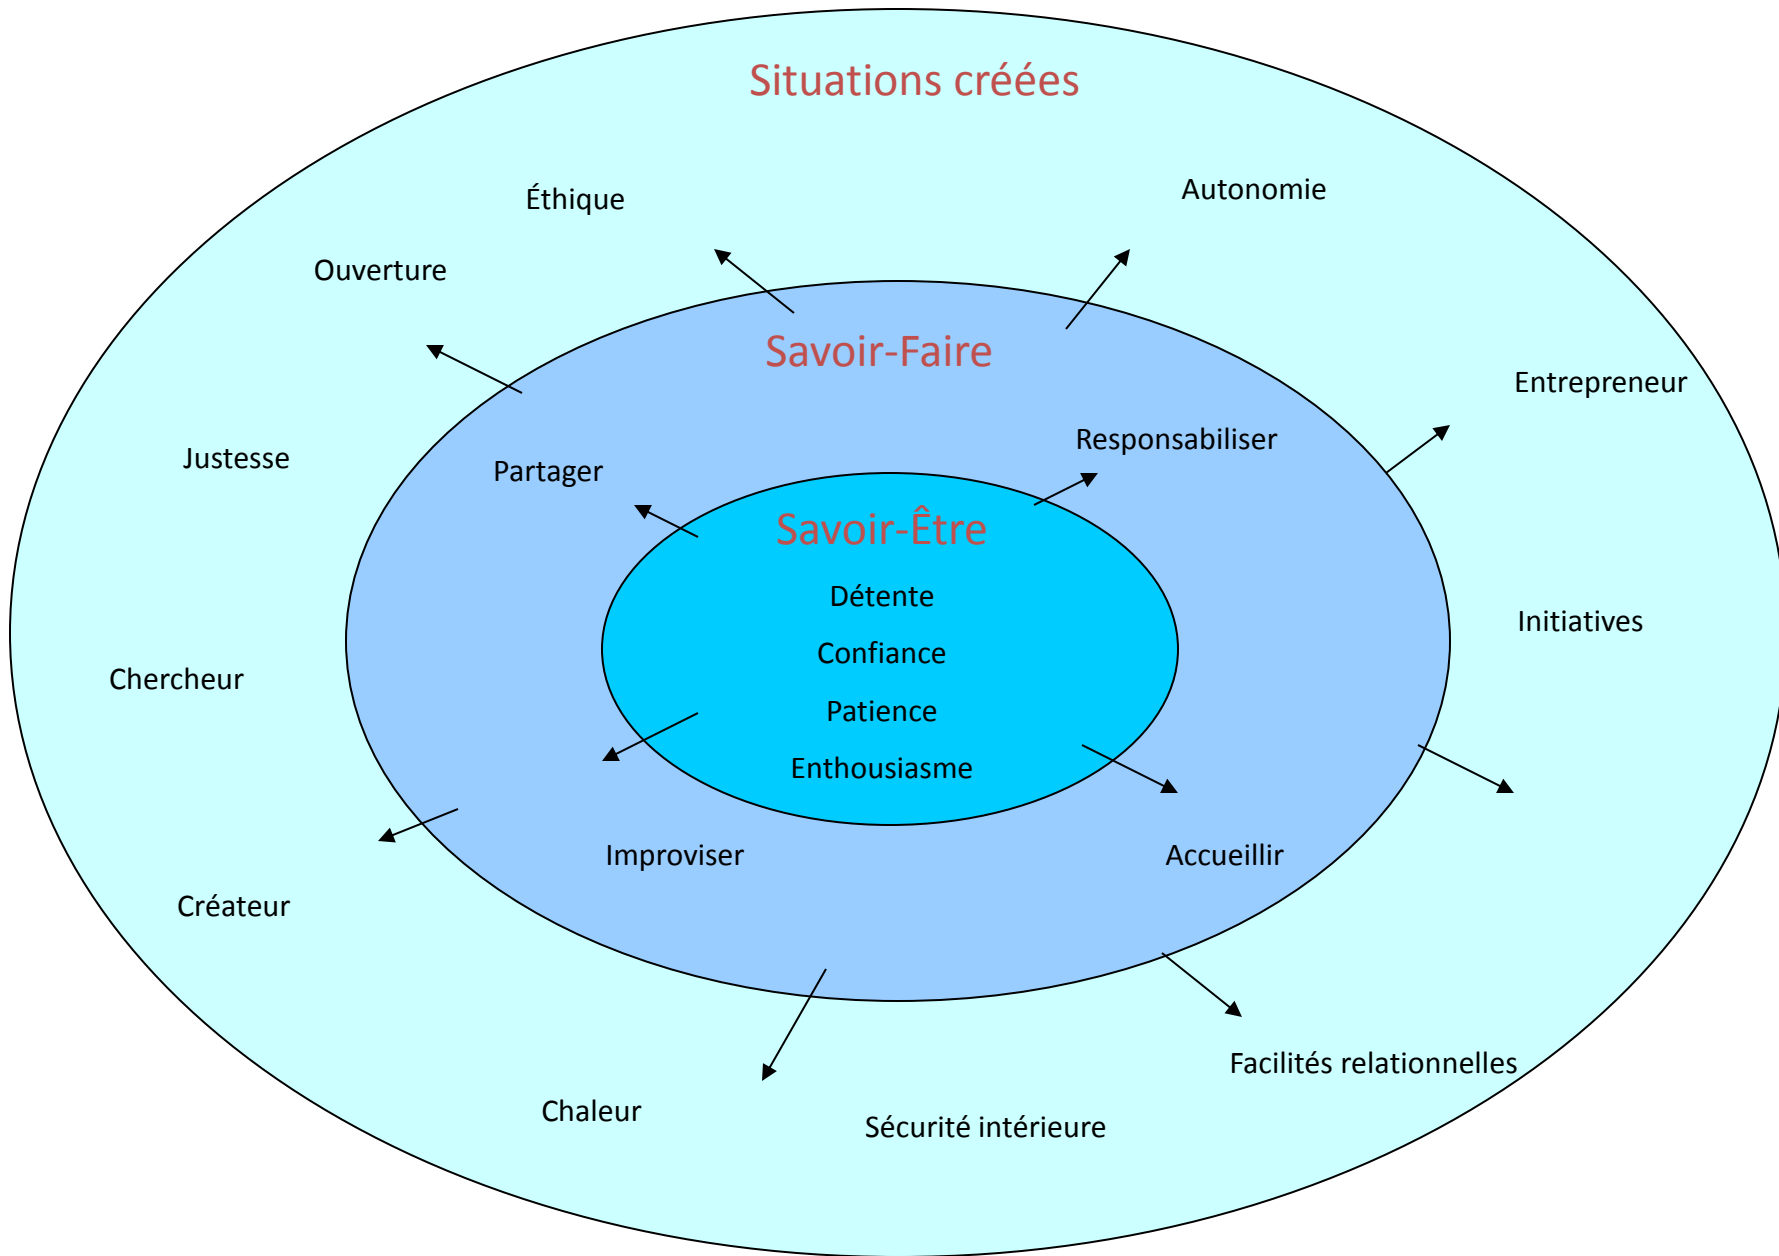 Situations créées
Éthique
Autonomie
Ouverture
Savoir-Faire
Entrepreneur
Responsabiliser
Justesse
Partager
Savoir-Être
Détente
Initiatives
Confiance
Chercheur
Patience
Enthousiasme
Improviser
Accueillir
Créateur
Facilités relationnelles
Chaleur
Sécurité intérieure